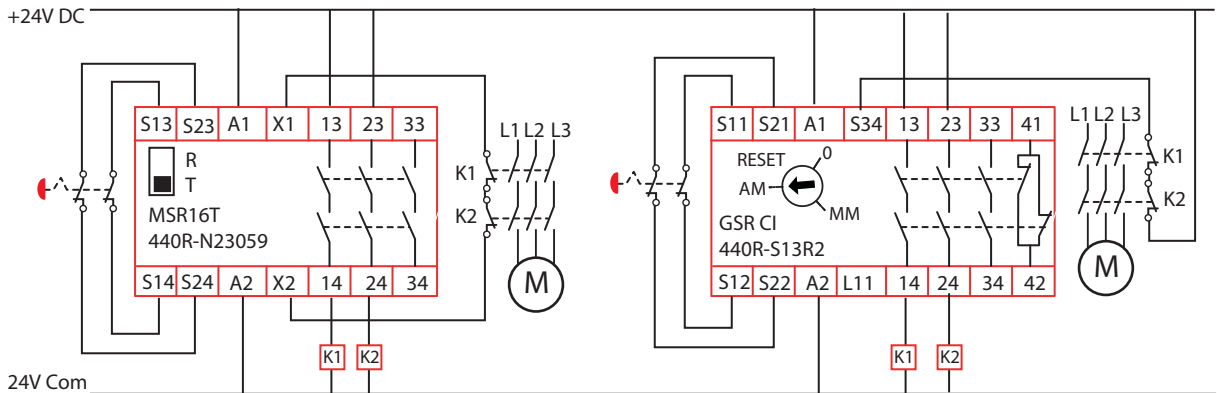 +24V DC
S13 S23 A1 X1 13 23 33
R
T
MSR16T
440R-N23059
S14 S24 A2 X2 14 24 34
L1 L2 L3
K1
K2
M
K1 K2
S11 S21 A1 S34 13 23 33 41
RESET 0
AM
MM
GSR CI
440R-S13R2
S12 S22 A2 L11 14 24 34 42
L1 L2 L3
K1
K2
M
K1 K2
24V Com